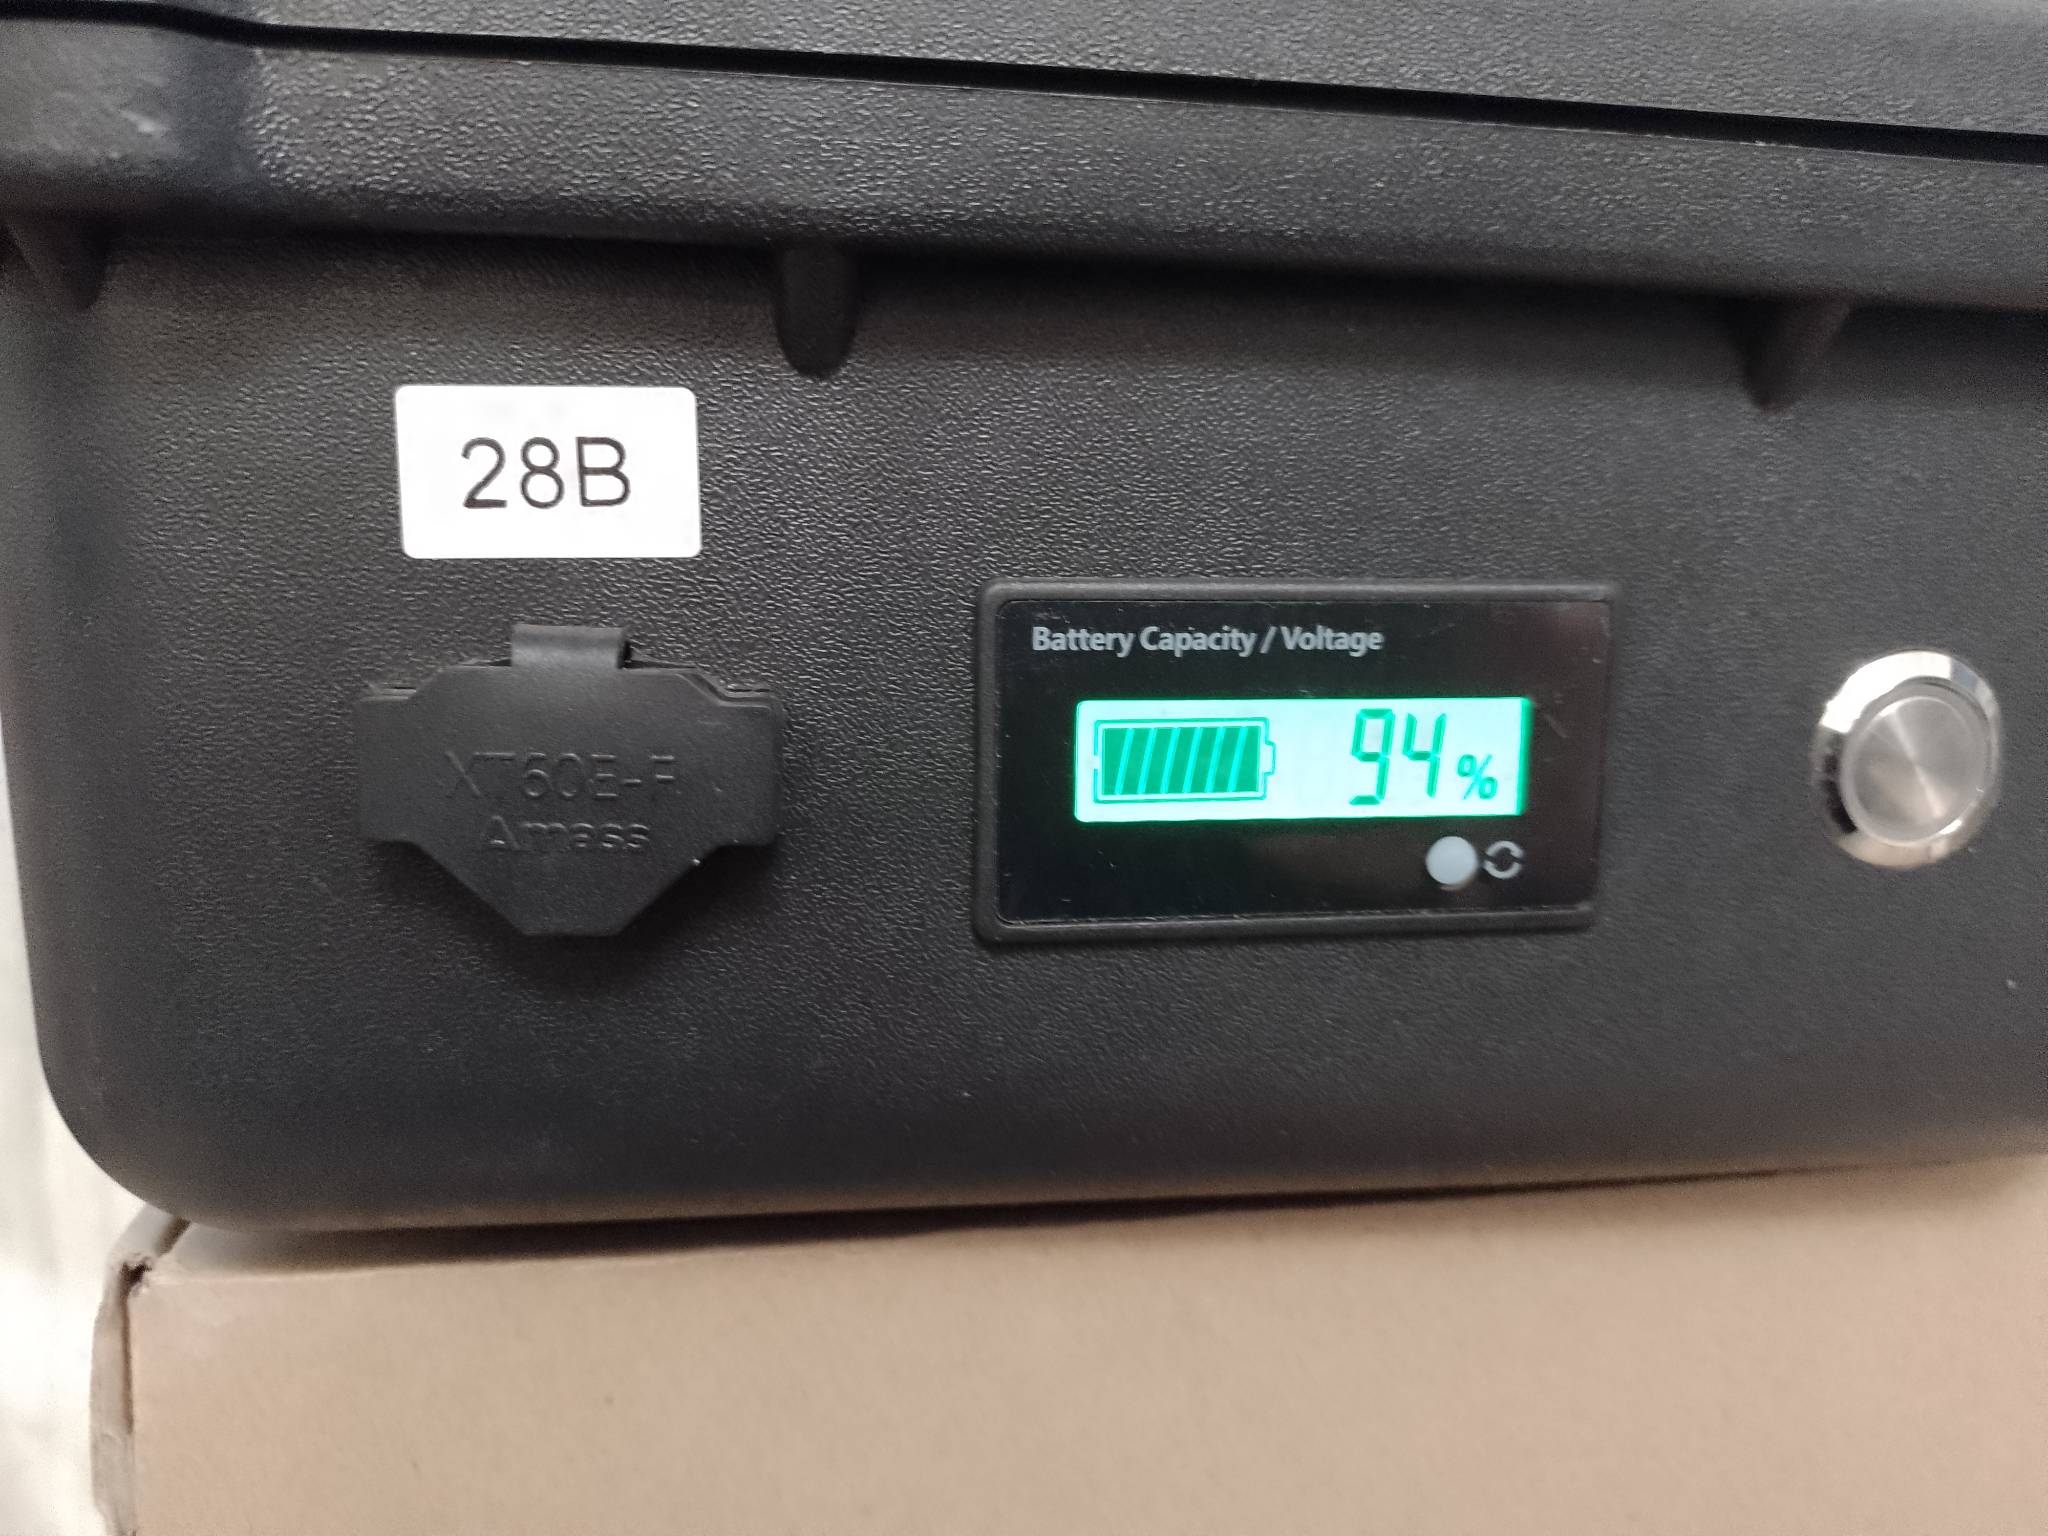 28B
XT60E-F
Amass
Battery Capacity / Voltage
94%